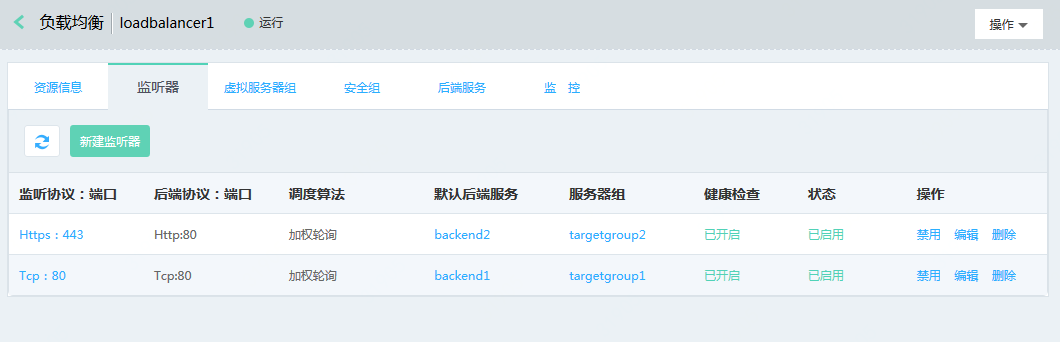 负载均衡 loadbalancer1 运行 操作
资源信息 监听器 虚拟服务器组 安全组 后端服务 监 控
新建监听器
监听协议：端口 后端协议：端口 调度算法 默认后端服务 服务器组 健康检查 状态 操作
Https：443 Http:80 加权轮询 backend2 targetgroup2 已开启 已启用 禁用 编辑 删除
Tcp：80 Tcp:80 加权轮询 backend1 targetgroup1 已开启 已启用 禁用 编辑 删除